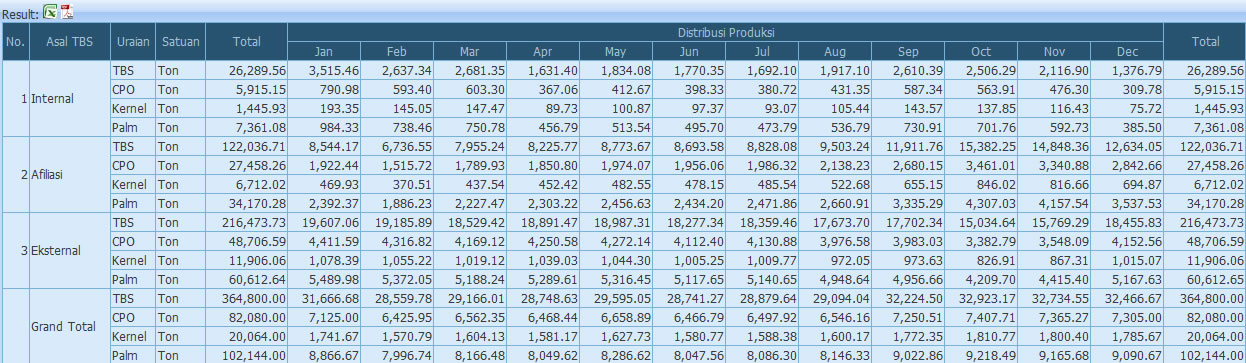 Result:
No. Asal TBS Uraian Satuan Total Distribusi Produksi Total
Jan Feb Mar Apr May Jun Jul Aug Sep Oct Nov Dec
1 Internal TBS Ton 26,289.56 3,515.46 2,637.34 2,681.35 1,631.40 1,834.08 1,770.35 1,692.10 1,917.10 2,610.39 2,506.29 2,116.90 1,376.79 26,289.56
CPO Ton 5,915.15 790.98 593.40 603.30 367.06 412.67 398.33 380.72 431.35 587.34 563.91 476.30 309.78 5,915.15
Kernel Ton 1,445.93 193.35 145.05 147.47 89.73 100.87 97.37 93.07 105.44 143.57 137.85 116.43 75.72 1,445.93
Palm Ton 7,361.08 984.33 738.46 750.78 456.79 513.54 495.70 473.79 536.79 730.91 701.76 592.73 385.50 7,361.08
2 Afiliasi TBS Ton 122,036.71 8,544.17 6,736.55 7,955.24 8,225.77 8,773.67 8,693.58 8,828.08 9,503.24 11,911.76 15,382.25 14,848.36 12,634.05 122,036.71
CPO Ton 27,458.26 1,922.44 1,515.72 1,789.93 1,850.80 1,974.07 1,956.06 1,986.32 2,138.23 2,680.15 3,461.01 3,340.88 2,842.66 27,458.26
Kernel Ton 6,712.02 469.93 370.51 437.54 452.42 482.55 478.15 485.54 522.68 655.15 846.02 816.66 694.87 6,712.02
Palm Ton 34,170.28 2,392.37 1,886.23 2,227.47 2,303.22 2,456.63 2,434.20 2,471.86 2,660.91 3,335.29 4,307.03 4,157.54 3,537.53 34,170.28
3 Eksternal TBS Ton 216,473.73 19,607.06 19,185.89 18,529.42 18,891.47 18,987.31 18,277.34 18,359.46 17,673.70 17,702.34 15,034.64 15,769.29 18,455.83 216,473.73
CPO Ton 48,706.59 4,411.59 4,316.82 4,169.12 4,250.58 4,272.14 4,112.40 4,130.88 3,976.58 3,983.03 3,382.79 3,548.09 4,152.56 48,706.59
Kernel Ton 11,906.06 1,078.39 1,055.22 1,019.12 1,039.03 1,044.30 1,005.25 1,009.77 972.05 973.63 826.91 867.31 1,015.07 11,906.06
Palm Ton 60,612.64 5,489.98 5,372.05 5,188.24 5,289.61 5,316.45 5,117.65 5,140.65 4,948.64 4,956.66 4,209.70 4,415.40 5,167.63 60,612.65
Grand Total TBS Ton 364,800.00 31,666.68 28,559.78 29,166.01 28,748.63 29,595.05 28,741.27 28,879.64 29,094.04 32,224.50 32,923.17 32,734.55 32,466.67 364,800.00
CPO Ton 82,080.00 7,125.00 6,425.95 6,562.35 6,468.44 6,658.89 6,466.79 6,497.92 6,546.16 7,250.51 7,407.71 7,365.27 7,305.00 82,080.00
Kernel Ton 20,064.00 1,741.67 1,570.79 1,604.13 1,581.17 1,627.73 1,580.77 1,588.38 1,600.17 1,772.35 1,810.77 1,800.40 1,785.67 20,064.00
Palm Ton 102,144.00 8,866.67 7,996.74 8,166.48 8,049.62 8,286.62 8,047.56 8,086.30 8,146.33 9,022.86 9,218.49 9,165.68 9,090.67 102,144.00